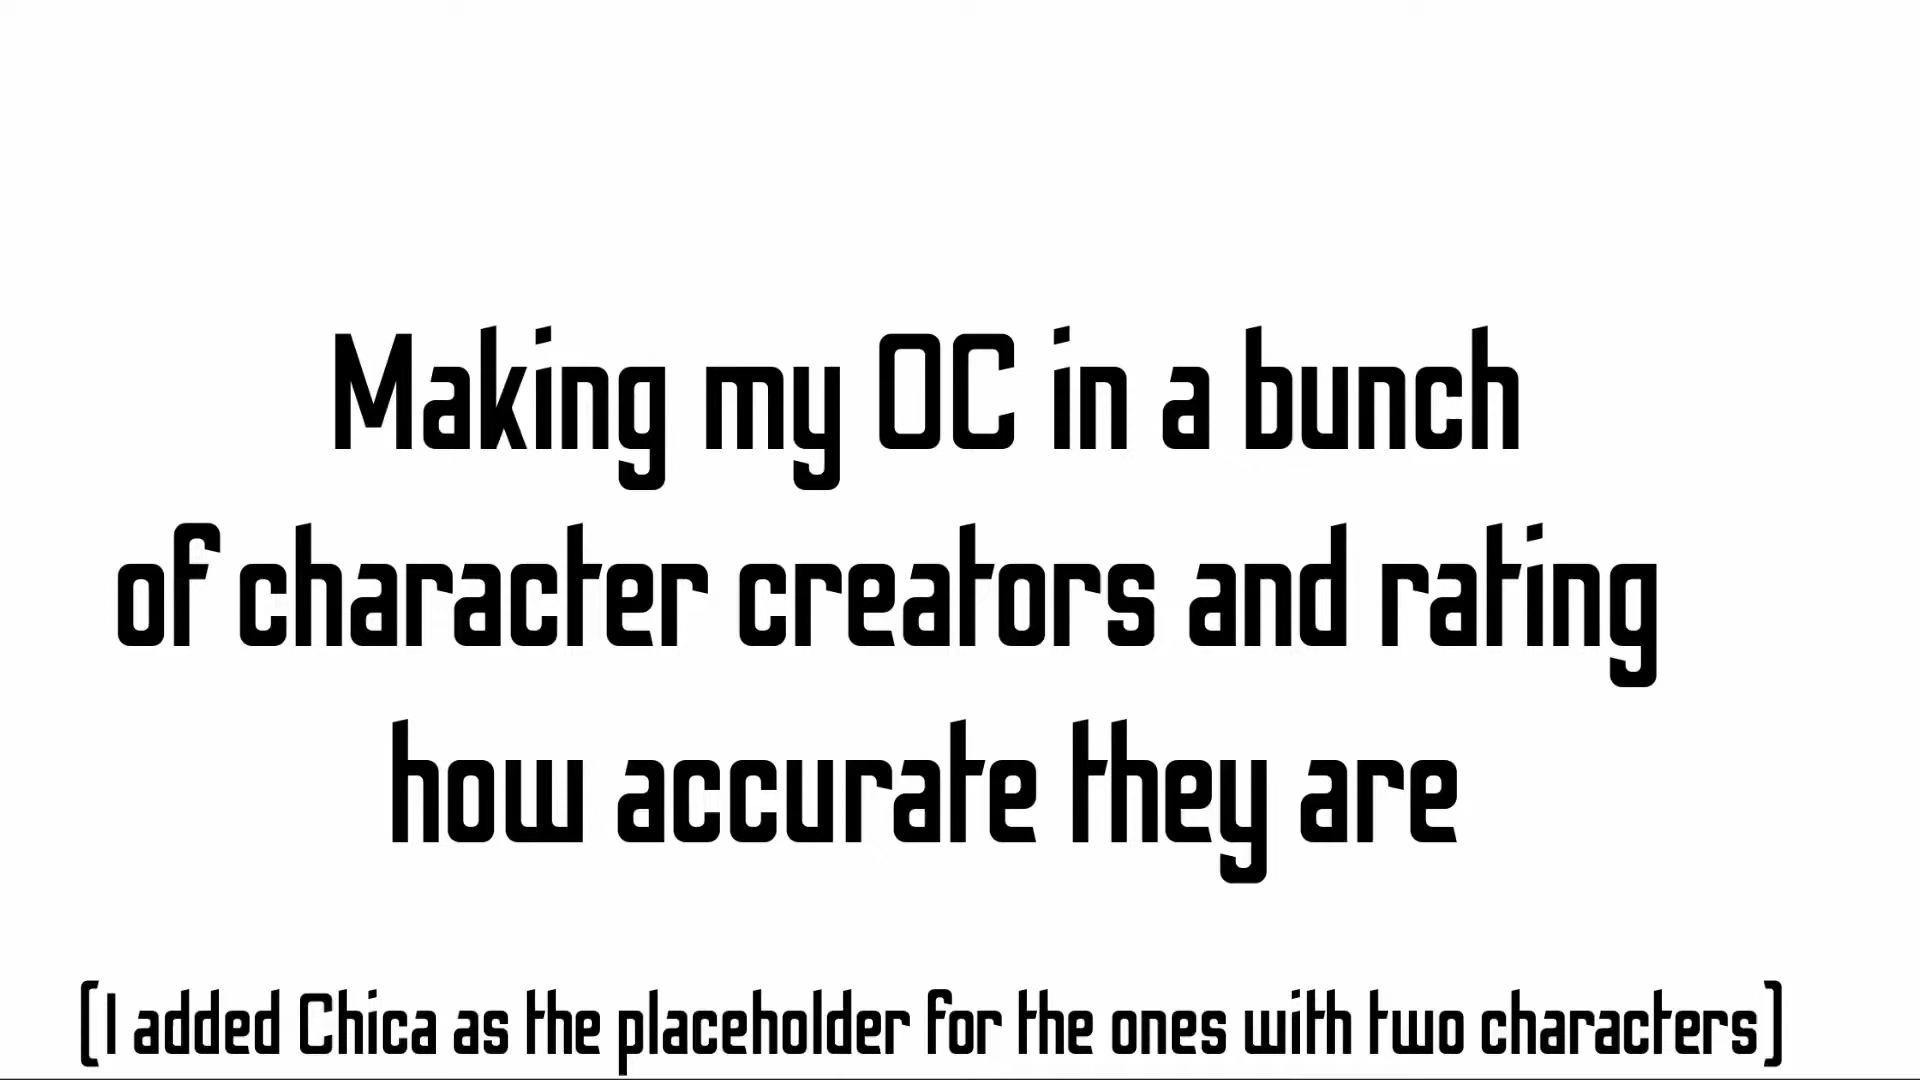 Making my OC in a bunch
of character creators and rating
how accurate they are
[I added Chica as the placeholder for the ones with two characters]